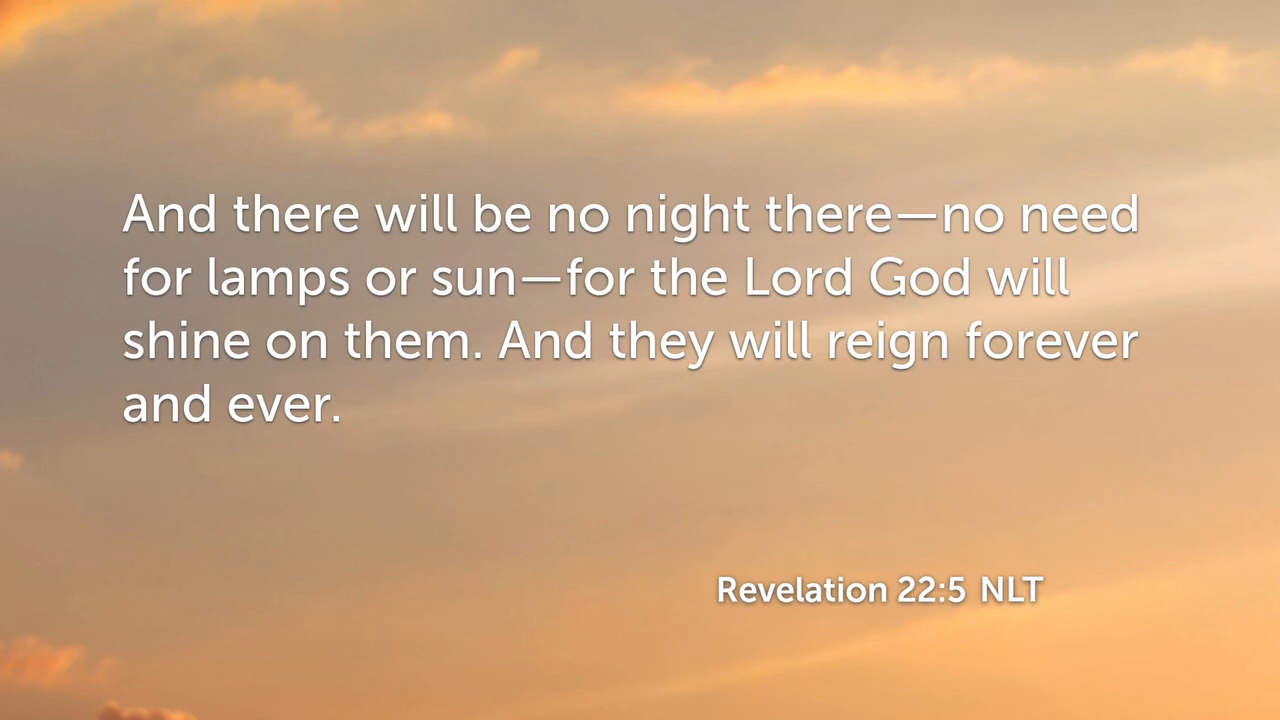 And there will be no night there—no need
for lamps or sun—for the Lord God will
shine on them. And they will reign forever
and ever.
Revelation 22:5 NLT